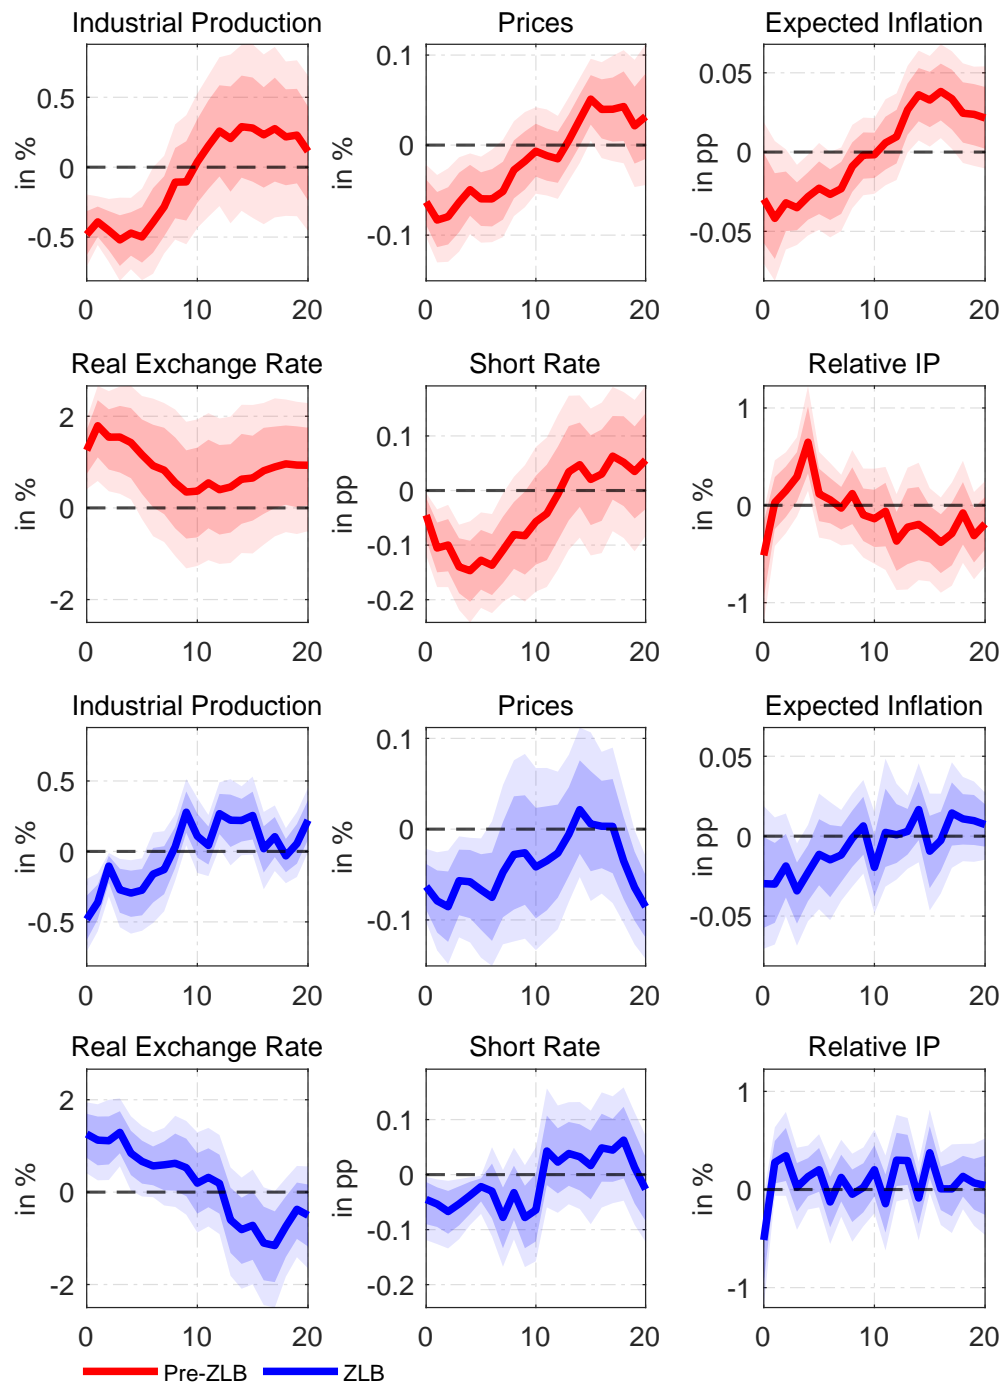 Industrial Production Prices Expected Inflation
0.5 0.1 0.05
0 0 0
-0.5 -0.1 -0.05
in % in % in pp
0 10 20 0 10 20 0 10 20
Real Exchange Rate Short Rate Relative IP
2 0.1 1
0 0 0
-0.1
-2 -0.2 -1
in % in pp in %
0 10 20 0 10 20 0 10 20
Industrial Production Prices Expected Inflation
0.5 0.1 0.05
0 0 0
-0.5 -0.1 -0.05
in % in % in pp
0 10 20 0 10 20 0 10 20
Real Exchange Rate Short Rate Relative IP
2 0.1 1
0 0 0
-0.1
-2 -0.2 -1
in % in pp in %
0 10 20 0 10 20 0 10 20
Pre-ZLB ZLB